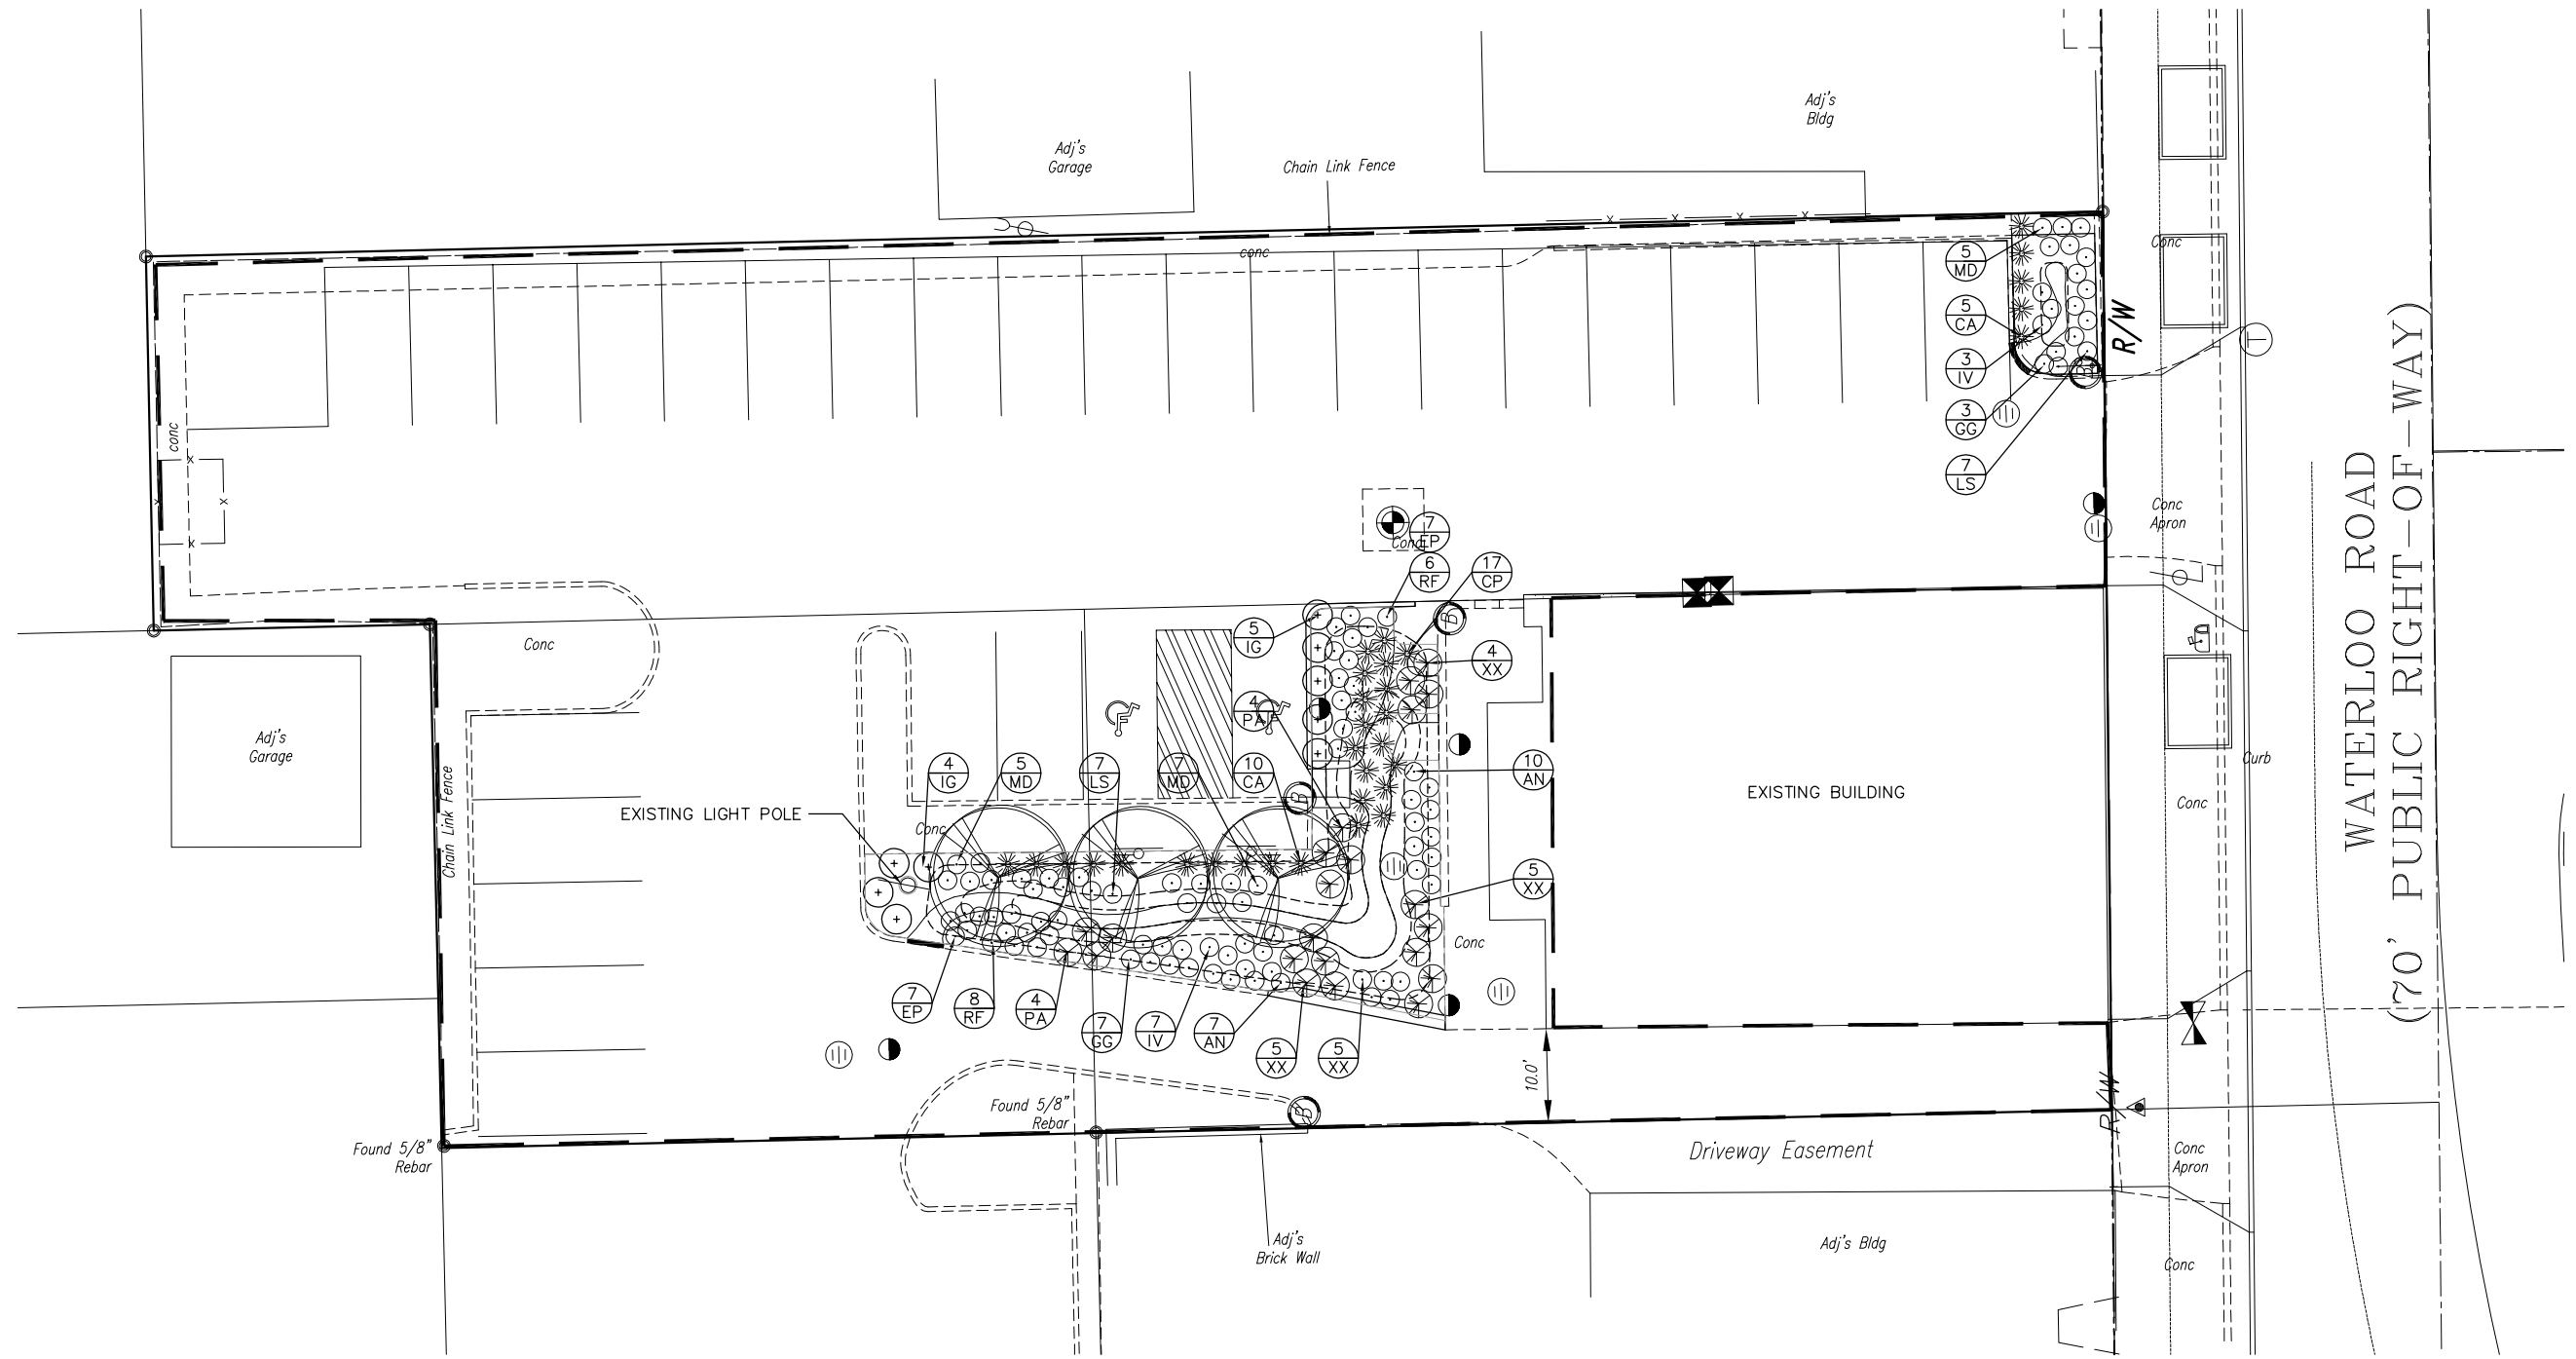 Adj's
Bldg
Adj's
Garage
Chain Link Fence
conc
Conc
5
MD
5
CA
3
IV
3
GG
7
LS
R/W
conc
Conc
Apron
WATERLOO ROAD
(70' PUBLIC RIGHT-OF-WAY)
7
EP
Conc
6
RF
17
CP
B
5
IG
4
XX
Conc
4
PA
Adj's
Garage
Chain Link Fence
4
IG
5
MD
7
LS
7
MD
10
CA
10
AN
B
EXISTING LIGHT POLE
Conc
EXISTING BUILDING
Curb
Conc
5
XX
Conc
7
EP
8
RF
4
PA
7
GG
7
IV
7
AN
5
XX
5
XX
10.0'
Found 5/8"
Rebar
B
R/W
Found 5/8"
Rebar
Driveway Easement
Conc
Apron
Adj's
Brick Wall
Adj's Bldg
Conc
B
T